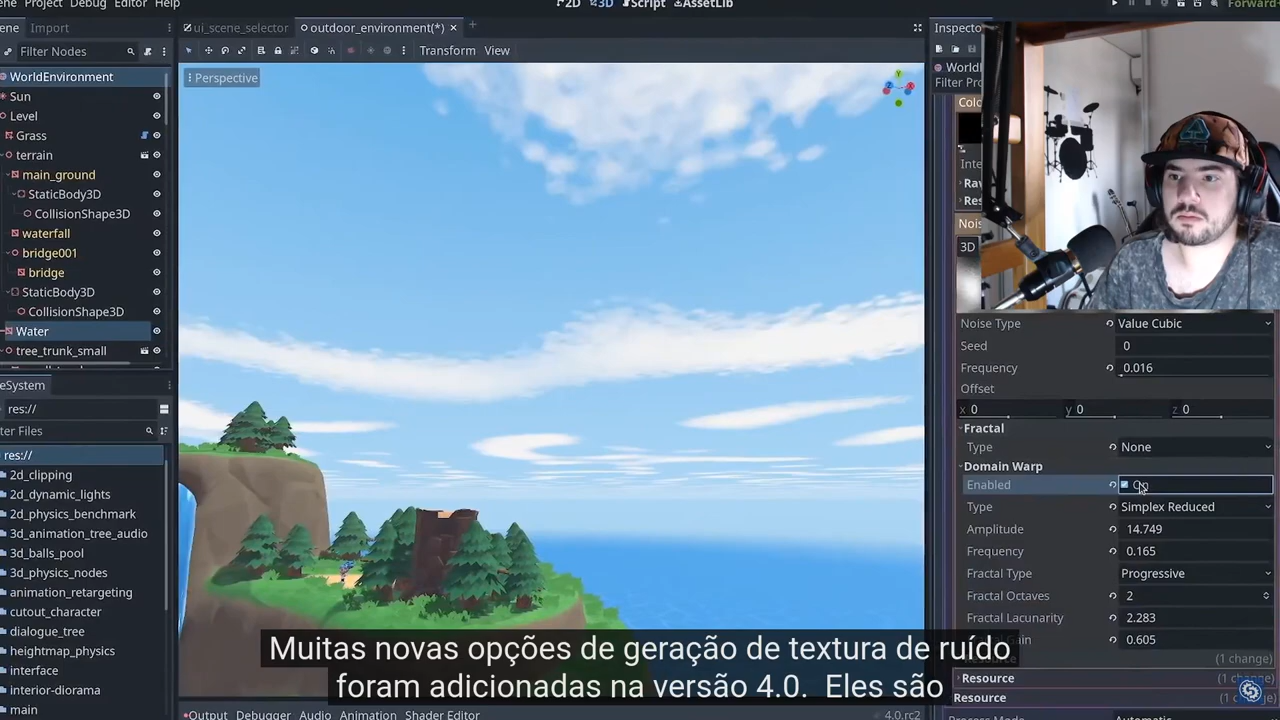 Scene Project Debug Editor Help
2D 3D Script AssetLib
Forward+
Import
ui_scene_selector
outdoor_environment(*)
Inspector
Filter Nodes
Transform View
WorldEnvironment
Perspective
Sun
Level
Grass
terrain
main_ground
StaticBody3D
CollisionShape3D
waterfall
bridge001
bridge
StaticBody3D
CollisionShape3D
Water
tree_trunk_small
res://
res://
2d_clipping
2d_dynamic_lights
2d_physics_benchmark
3d_animation_tree_audio
3d_balls_pool
3d_physics_nodes
animation_retargeting
cutout_character
dialogue_tree
heightmap_physics
interface
interior-diorama
main
3D
Noise Type Value Cubic
Seed 0
Frequency 0.016
Offset
x 0 y 0 z 0
Fractal
Type None
Domain Warp
Enabled On
Type Simplex Reduced
Amplitude 14.749
Frequency 0.165
Fractal Type Progressive
Fractal Octaves 2
Fractal Lacunarity 2.283
Gain 0.605
Resource (1 change)
Resource
Resource
Automatic
Output Debugger Audio Animation Shader Editor
4.0.rc2
Muitas novas opções de geração de textura de ruído
foram adicionadas na versão 4.0. Eles são